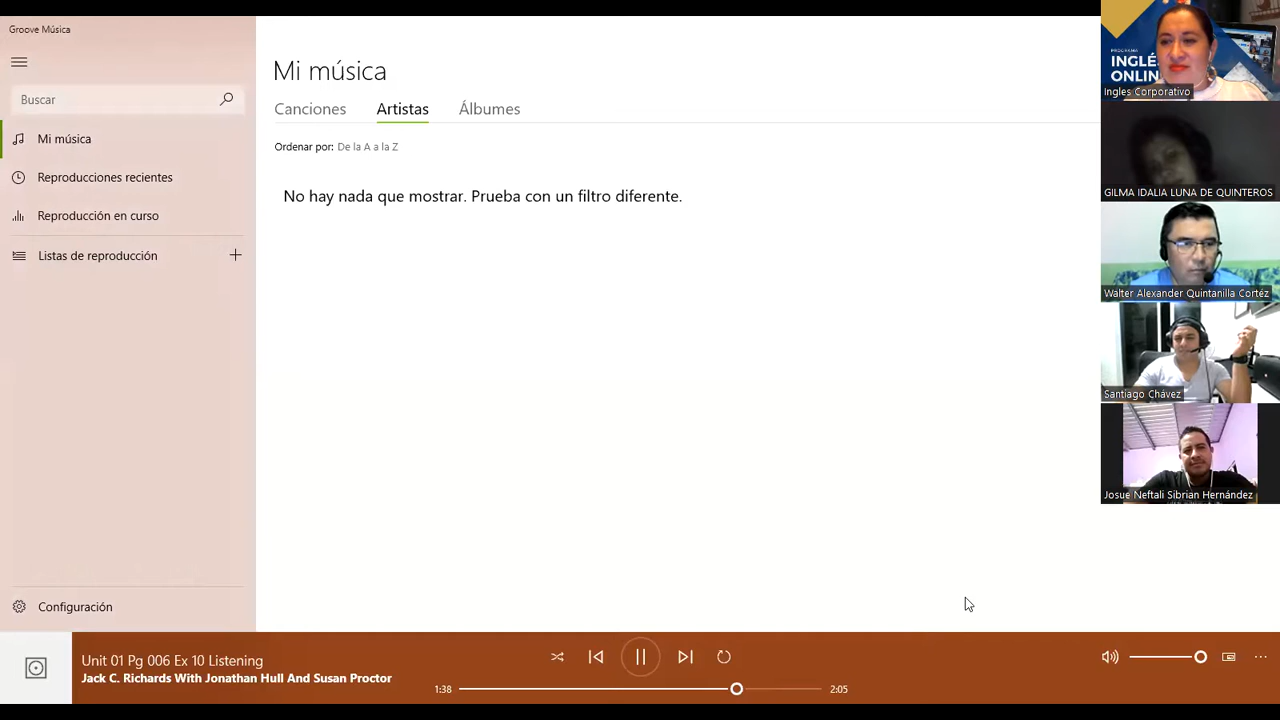 Groove Música
Buscar
Mi música
Reproducciones recientes
Reproducción en curso
Listas de reproducción
Configuración
Mi música
Canciones Artistas Álbumes
Ordenar por: De la A a la Z
No hay nada que mostrar. Prueba con un filtro diferente.
Unit 01 Pg 006 Ex 10 Listening
Jack C. Richards With Jonathan Hull And Susan Proctor
1:38
2:05
PROGRAMA
INGLÉS
ONLIN
Ingles Corporativo
GILMA IDALIA LUNA DE QUINTEROS
Walter Alexander Quintanilla Cortéz
Santiago Chávez
Josue Neftali Sibrian Hernández